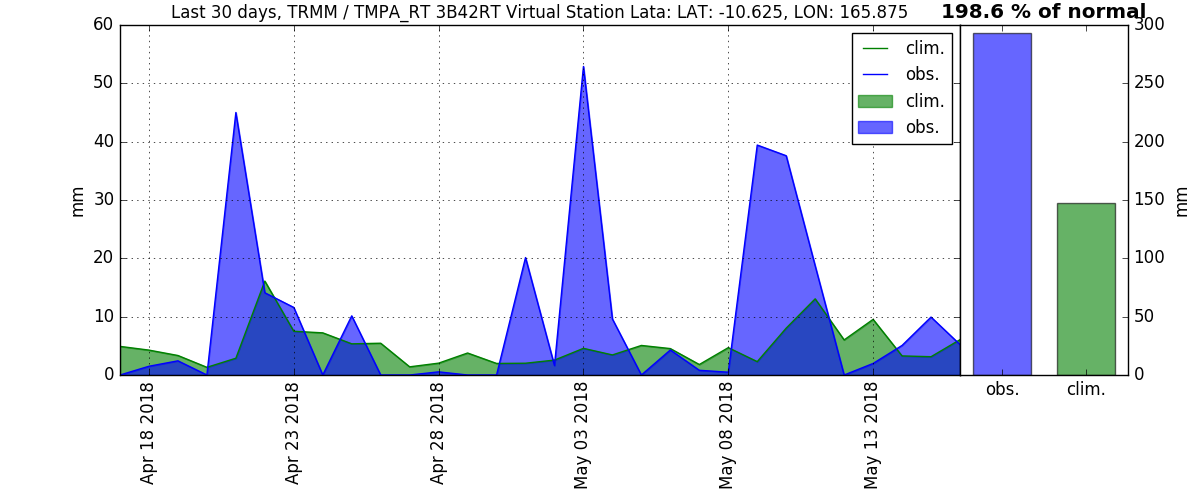 Last 30 days, TRMM / TMPA_RT 3B42RT Virtual Station Lata: LAT: -10.625, LON: 165.875
198.6 % of normal
60
50
40
30
20
10
0
mm
clim.
obs.
clim.
obs.
300
250
200
150
100
50
0
mm
obs.
clim.
Apr 18 2018
Apr 23 2018
Apr 28 2018
May 03 2018
May 08 2018
May 13 2018